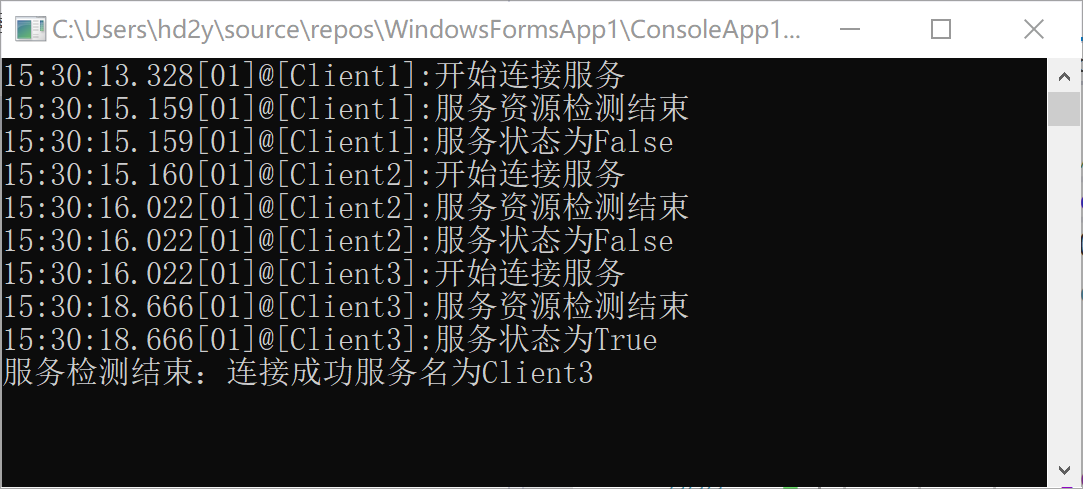 C:\Users\hd2y\source\repos\WindowsFormsApp1\ConsoleApp1...
15:30:13.328[01]@[Client1]:开始连接服务
15:30:15.159[01]@[Client1]:服务资源检测结束
15:30:15.159[01]@[Client1]:服务状态为False
15:30:15.160[01]@[Client2]:开始连接服务
15:30:16.022[01]@[Client2]:服务资源检测结束
15:30:16.022[01]@[Client2]:服务状态为False
15:30:16.022[01]@[Client3]:开始连接服务
15:30:18.666[01]@[Client3]:服务资源检测结束
15:30:18.666[01]@[Client3]:服务状态为True
服务检测结束：连接成功服务名为Client3